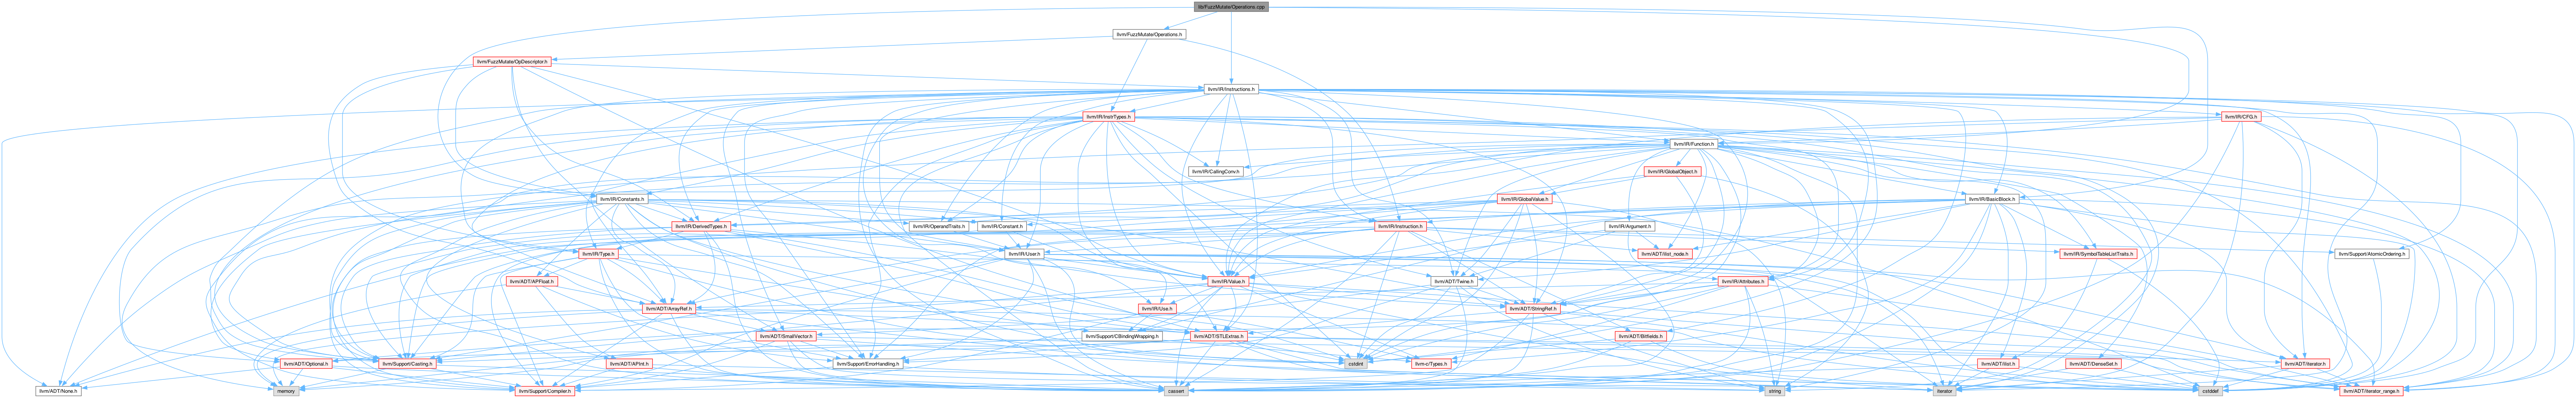 lib/FuzzMutate/Operations.cpp
llvm/FuzzMutate/Operations.h
llvm/FuzzMutate/OpDescriptor.h
llvm/IR/Instructions.h
llvm/IR/InstrTypes.h
llvm/IR/CFG.h
llvm/IR/Function.h
llvm/IR/CallingConv.h
llvm/IR/GlobalObject.h
llvm/IR/Constants.h
llvm/IR/GlobalValue.h
llvm/IR/BasicBlock.h
llvm/IR/DerivedTypes.h
llvm/IR/OperandTraits.h
llvm/IR/Constant.h
llvm/IR/Instruction.h
llvm/IR/Argument.h
llvm/IR/Type.h
llvm/IR/User.h
llvm/ADT/ilist_node.h
llvm/IR/SymbolTableListTraits.h
llvm/Support/AtomicOrdering.h
llvm/ADT/APFloat.h
llvm/IR/Value.h
llvm/ADT/Twine.h
llvm/IR/Attributes.h
llvm/ADT/ArrayRef.h
llvm/IR/Use.h
llvm/ADT/StringRef.h
llvm/ADT/SmallVector.h
llvm/Support/CBindingWrapping.h
llvm/ADT/STLExtras.h
llvm/ADT/Bitfields.h
llvm/ADT/Optional.h
llvm/Support/Casting.h
llvm/ADT/APInt.h
llvm/Support/ErrorHandling.h
cstdint
llvm-c/Types.h
llvm/ADT/ilist.h
llvm/ADT/DenseSet.h
llvm/ADT/iterator.h
llvm/ADT/None.h
memory
llvm/Support/Compiler.h
cassert
string
iterator
cstddef
llvm/ADT/iterator_range.h